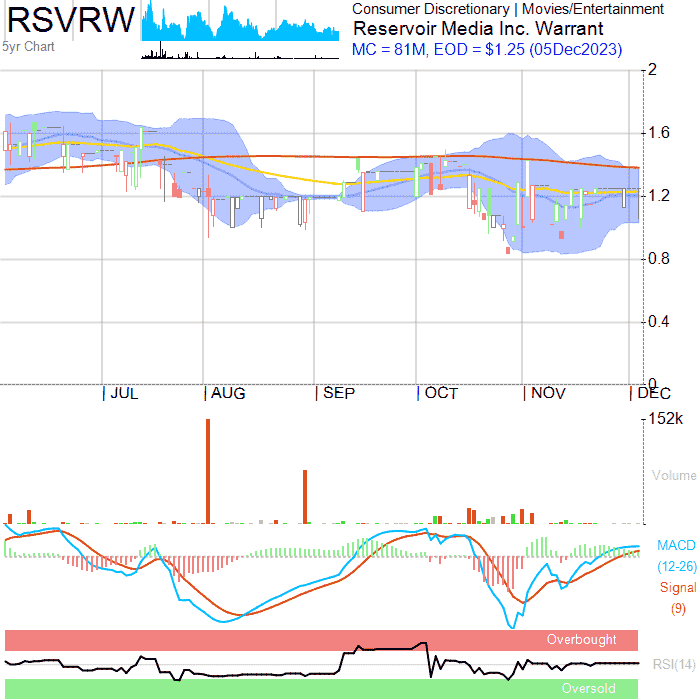 RSVRW
5yr Chart
Consumer Discretionary | Movies/Entertainment
Reservoir Media Inc. Warrant
MC = 81M, EOD = $1.25 (05Dec2023)
2
1.6
1.2
0.8
0.4
0
JUL AUG SEP OCT NOV DEC
152k
Volume
MACD
(12-26)
Signal
(9)
Overbought
RSI(14)
Oversold